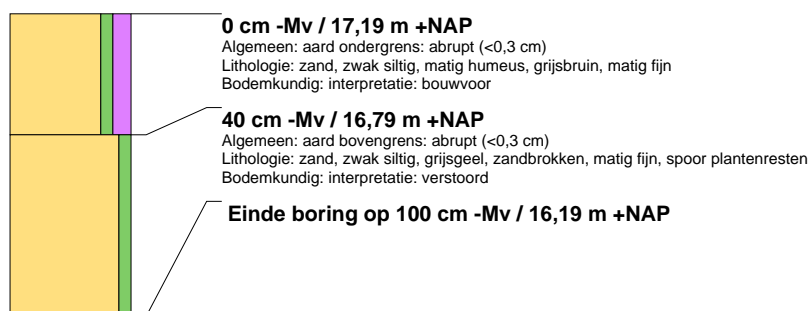 0 cm -Mv / 17,19 m +NAP
Algemeen: aard ondergrens: abrupt (<0,3 cm)
Lithologie: zand, zwak siltig, matig humeus, grijsbruin, matig fijn
Bodemkundig: interpretatie: bouwvoor
40 cm -Mv / 16,79 m +NAP
Algemeen: aard bovengrens: abrupt (<0,3 cm)
Lithologie: zand, zwak siltig, grijsgeel, zandbrokken, matig fijn, spoor plantenresten
Bodemkundig: interpretatie: verstoord
Einde boring op 100 cm -Mv / 16,19 m +NAP